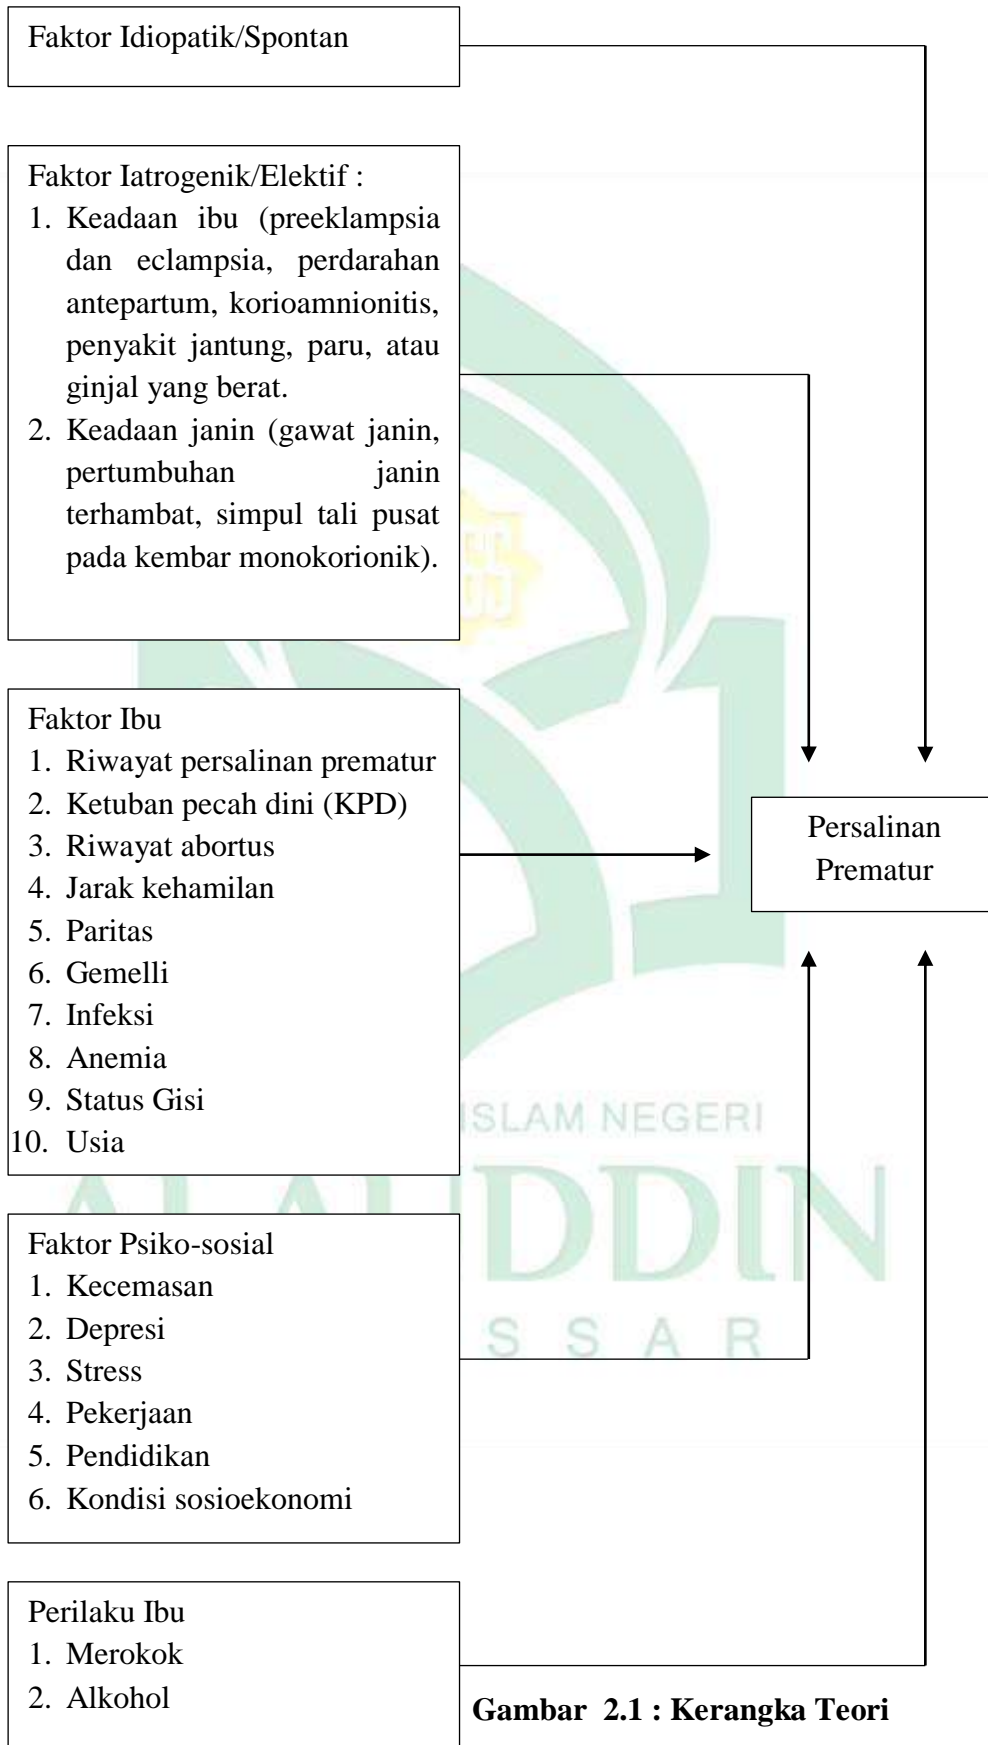 Faktor Idiopatik/Spontan
Faktor Iatrogenik/Elektif :
1. Keadaan ibu (preeklampsia
dan eclampsia, perdarahan
antepartum, korioamnionitis,
penyakit jantung, paru, atau
ginjal yang berat.
2. Keadaan janin (gawat janin,
pertumbuhan janin
terhambat, simpul tali pusat
pada kembar monokorionik).
Faktor Ibu
1. Riwayat persalinan prematur
2. Ketuban pecah dini (KPD)
3. Riwayat abortus
4. Jarak kehamilan
5. Paritas
6. Gemelli
7. Infeksi
8. Anemia
9. Status Gisi
10. Usia
Persalinan
Prematur
ISLAM NEGERI
ALAUDDIN
S S A R
Faktor Psiko-sosial
1. Kecemasan
2. Depresi
3. Stress
4. Pekerjaan
5. Pendidikan
6. Kondisi sosioekonomi
Perilaku Ibu
1. Merokok
2. Alkohol
Gambar 2.1 : Kerangka Teori